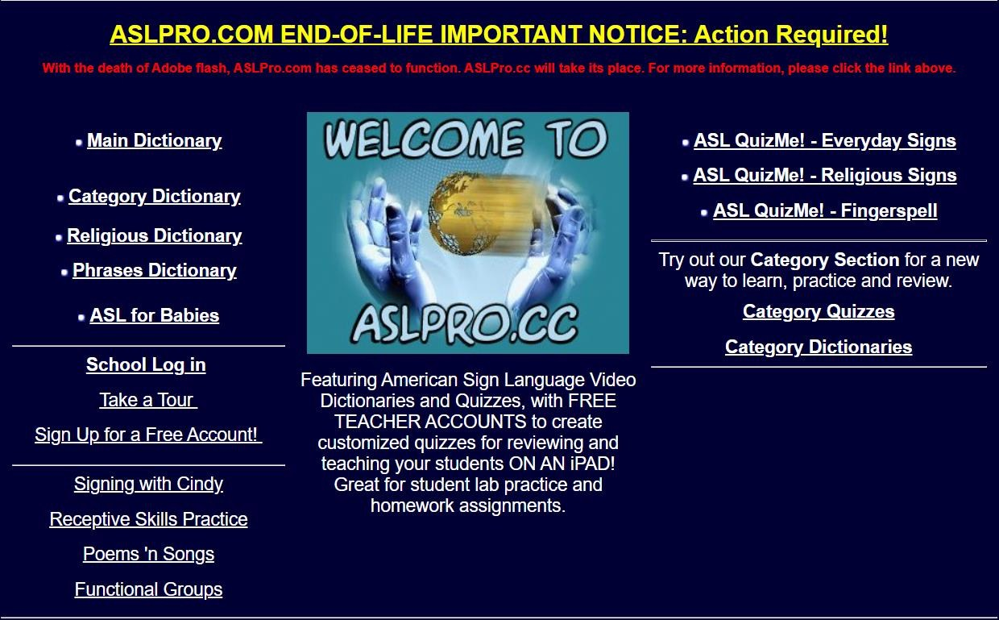 ASLPRO.COM END-OF-LIFE IMPORTANT NOTICE: Action Required!
With the death of Adobe flash, ASLPro.com has ceased to function. ASLPro.cc will take its place. For more information, please click the link above.
Main Dictionary
Category Dictionary
Religious Dictionary
Phrases Dictionary
ASL for Babies
School Log in
Take a Tour
Sign Up for a Free Account!
Signing with Cindy
Receptive Skills Practice
Poems 'n Songs
Functional Groups
WELCOME TO
ASLPRO.CC
Featuring American Sign Language Video
Dictionaries and Quizzes, with FREE
TEACHER ACCOUNTS to create
customized quizzes for reviewing and
teaching your students ON AN iPAD!
Great for student lab practice and
homework assignments.
ASL QuizMe! - Everyday Signs
ASL QuizMe! - Religious Signs
ASL QuizMe! - Fingerspell
Try out our Category Section for a new
way to learn, practice and review.
Category Quizzes
Category Dictionaries